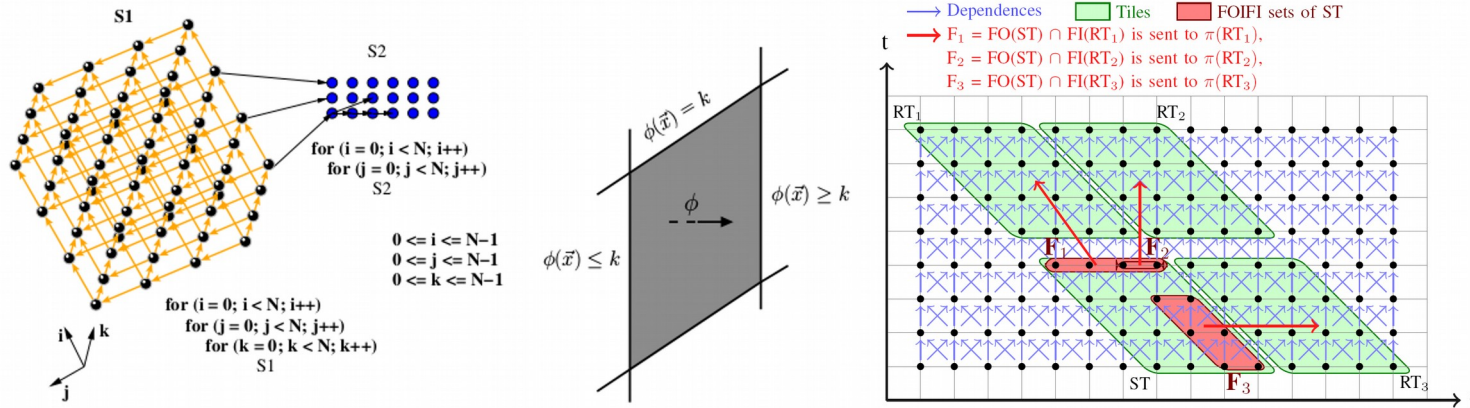 S1
S2
for (i = 0; i < N; i++)
for (j = 0; j < N; j++)
S2
0 <= i <= N−1
0 <= j <= N−1
0 <= k <= N−1
for (i = 0; i < N; i++)
for (j = 0; j < N; j++)
for (k = 0; k < N; k++)
S1
i
k
j
ϕ(x⃗) = k
ϕ
ϕ(x⃗) ≥ k
ϕ(x⃗) ≤ k
Dependences
Tiles
FOIFI sets of ST
F₁ = FO(ST) ∩ FI(RT₁) is sent to π(RT₁),
F₂ = FO(ST) ∩ FI(RT₂) is sent to π(RT₂),
F₃ = FO(ST) ∩ FI(RT₃) is sent to π(RT₃)
t
RT₁
RT₂
F₁
F₂
ST
F₃
RT₃